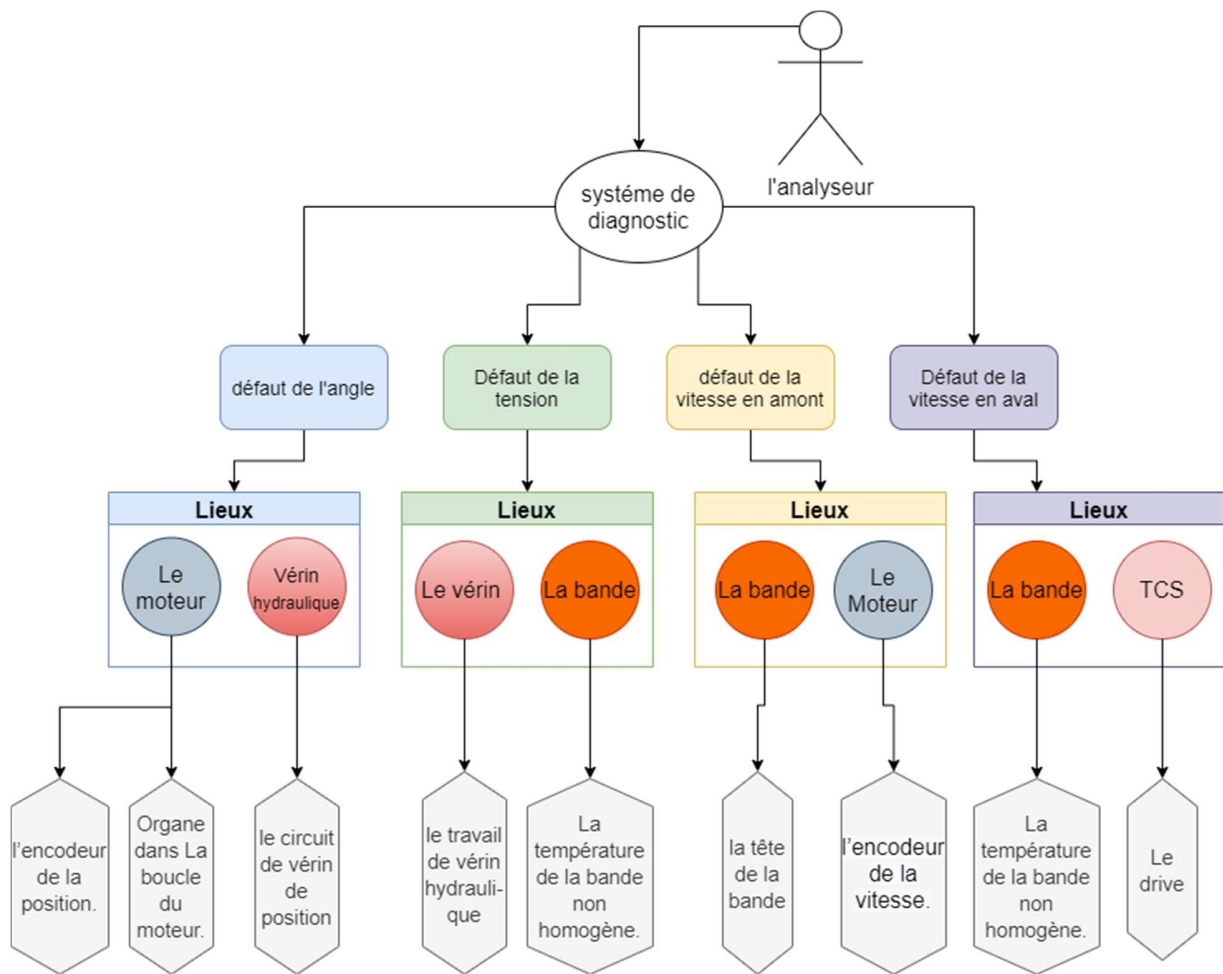 l'analyseur
systéme de
diagnostic
défaut de l'angle
Défaut de la
tension
défaut de la
vitesse en amont
Défaut de la
vitesse en aval
Lieux
Lieux
Lieux
Lieux
Le
moteur
Vérin
hydraulique
Le vérin
La bande
La bande
Le
Moteur
La bande
TCS
l'encodeur
de la
position.
Organe
dans La
boucle
du
moteur.
le circuit
de vérin
de
position
le travail
de vérin
hydrauli-
que
La
température
de la bande
non
homogène.
la tête
de la
bande
l'encodeur
de la
vitesse.
La
température
de la bande
non
homogène.
Le
drive